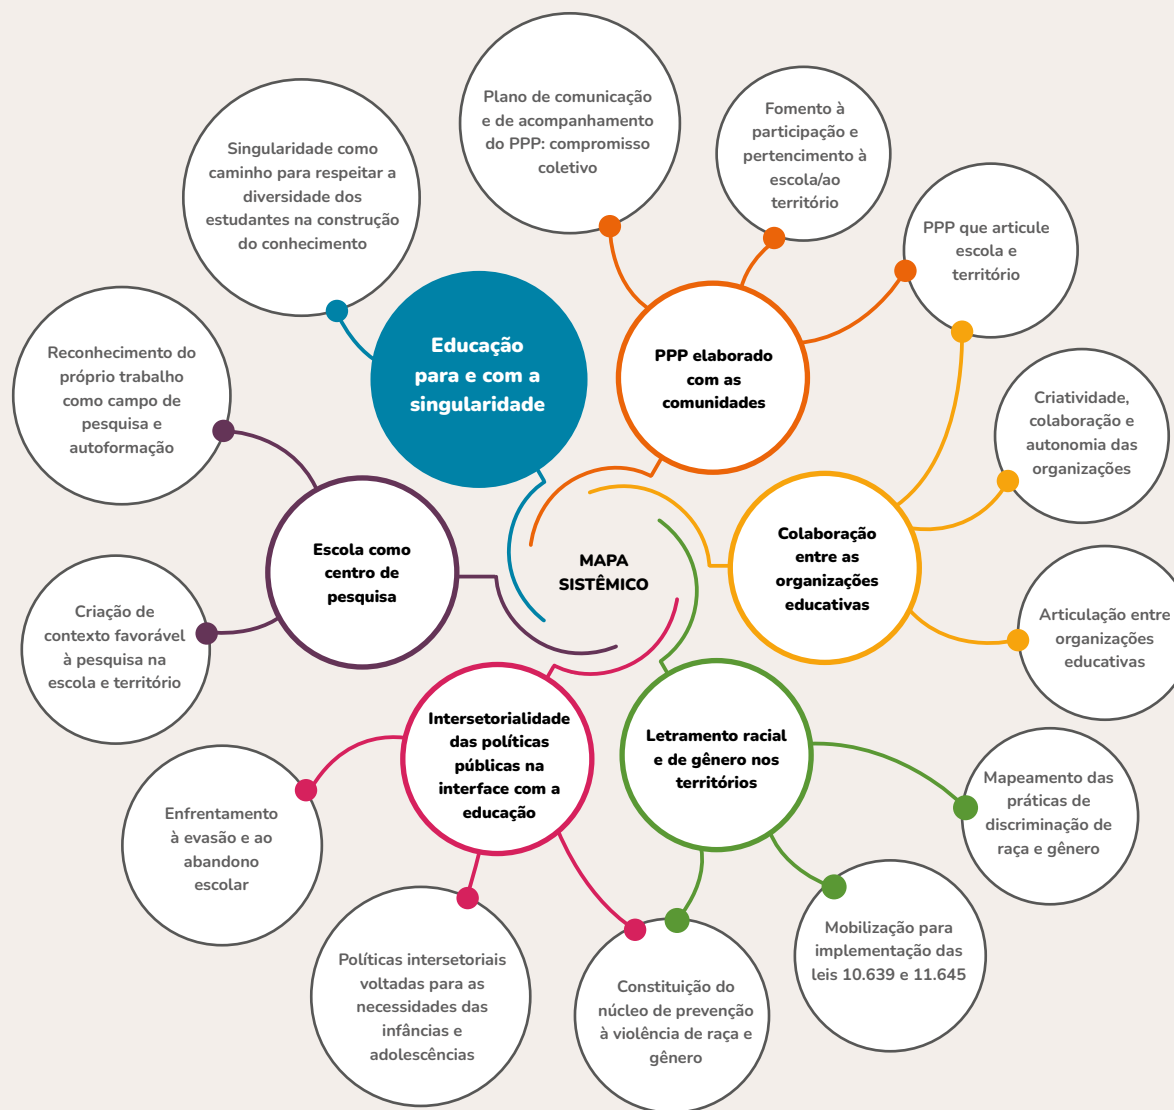 Plano de comunicação
e de acompanhamento
do PPP: compromisso
coletivo
Fomento à
participação e
pertencimento à
escola/ao
território
Singularidade como
caminho para respeitar a
diversidade dos
estudantes na construção
do conhecimento
PPP que articule
escola e
território
Educação
para e com a
singularidade
PPP elaborado
com as
comunidades
Reconhecimento do
próprio trabalho
como campo de
pesquisa e
autoformação
Criatividade,
colaboração e
autonomia das
organizações
Escola como
centro de
pesquisa
MAPA
SISTÊMICO
Colaboração
entre as
organizações
educativas
Criação de
contexto favorável
à pesquisa na
escola e território
Articulação entre
organizações
educativas
Intersetorialidade
das políticas
públicas na
interface com a
educação
Letramento racial
e de gênero nos
territórios
Mapeamento das
práticas de
discriminação de
raça e gênero
Enfrentamento
à evasão e ao
abandono
escolar
Mobilização para
implementação das
leis 10.639 e 11.645
Políticas intersetoriais
voltadas para as
necessidades das
infâncias e
adolescências
Constituição do
núcleo de prevenção
à violência de raça e
gênero